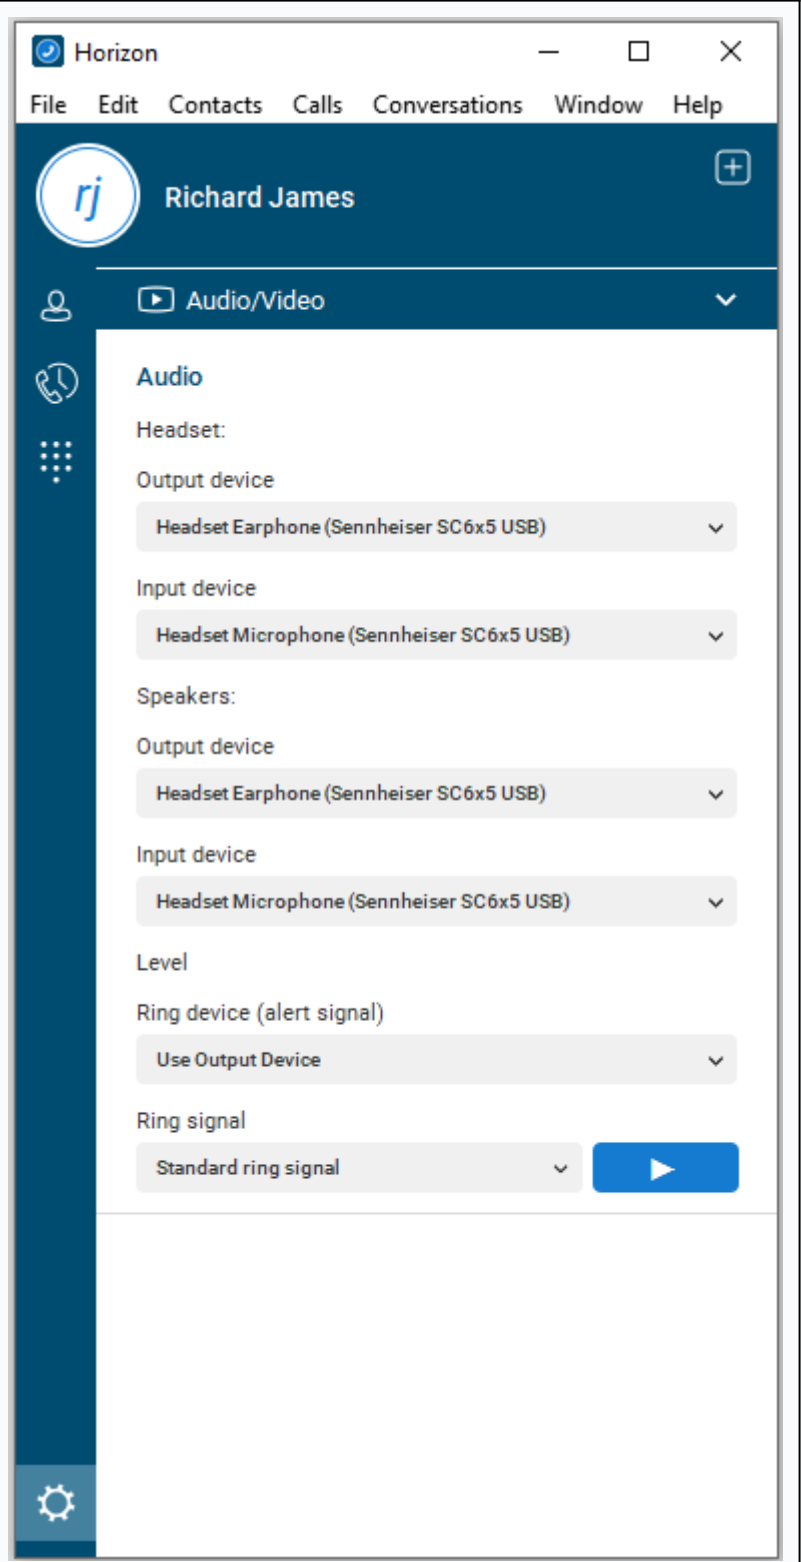 Horizon
File Edit Contacts Calls Conversations Window Help
rj Richard James
Audio/Video
Audio
Headset:
Output device
Headset Earphone (Sennheiser SC6x5 USB)
Input device
Headset Microphone (Sennheiser SC6x5 USB)
Speakers:
Output device
Headset Earphone (Sennheiser SC6x5 USB)
Input device
Headset Microphone (Sennheiser SC6x5 USB)
Level
Ring device (alert signal)
Use Output Device
Ring signal
Standard ring signal